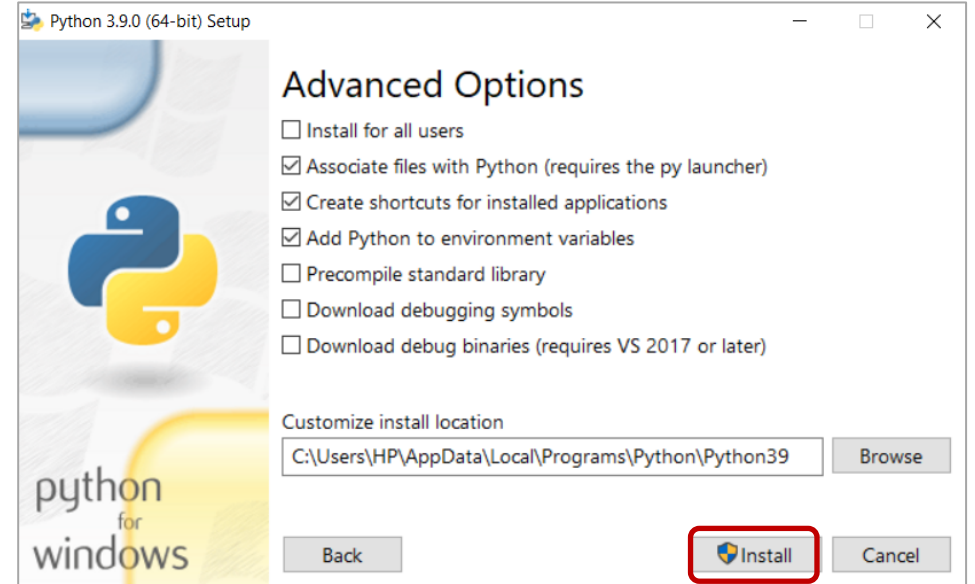 Python 3.9.0 (64-bit) Setup
Advanced Options
Install for all users
Associate files with Python (requires the py launcher)
Create shortcuts for installed applications
Add Python to environment variables
Precompile standard library
Download debugging symbols
Download debug binaries (requires VS 2017 or later)
Customize install location
C:\Users\HP\AppData\Local\Programs\Python\Python39
Browse
python
for
windows
Back
Install
Cancel